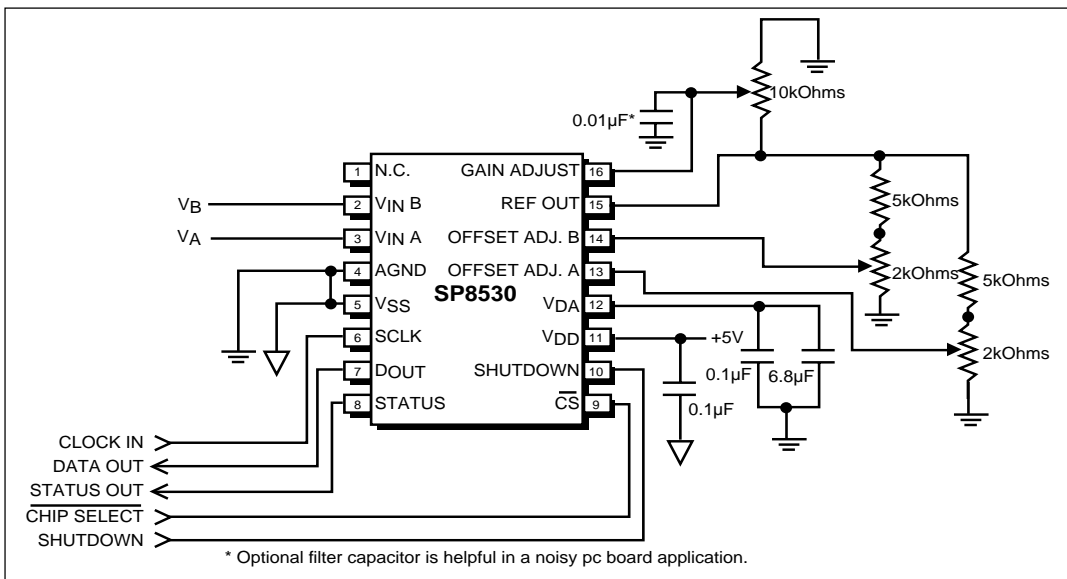 10kOhms
0.01µF*
1 N.C. GAIN ADJUST 16
VB 2 VIN B REF OUT 15
VA 3 VIN A OFFSET ADJ. B 14
4 AGND OFFSET ADJ. A 13
5 VSS SP8530 VDA 12
6 SCLK VDD 11 +5V
7 DOUT SHUTDOWN 10
8 STATUS CS 9
5kOhms
2kOhms
5kOhms
2kOhms
0.1µF 6.8µF
0.1µF
CLOCK IN
DATA OUT
STATUS OUT
CHIP SELECT
SHUTDOWN
* Optional filter capacitor is helpful in a noisy pc board application.